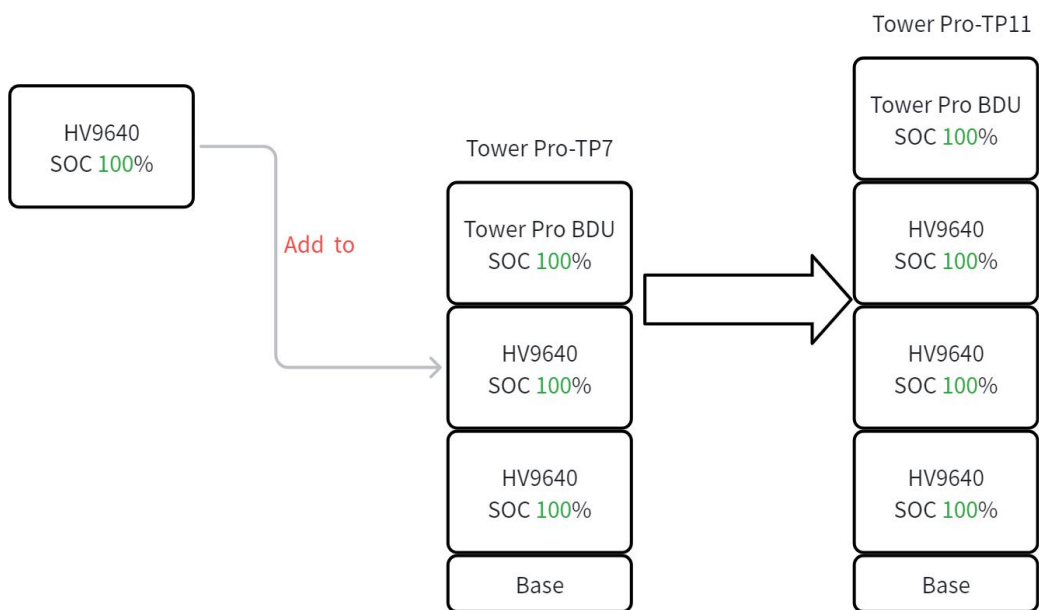 HV9640
SOC 100%
Add to
Tower Pro-TP7
Tower Pro BDU
SOC 100%
HV9640
SOC 100%
HV9640
SOC 100%
Base
Tower Pro-TP11
Tower Pro BDU
SOC 100%
HV9640
SOC 100%
HV9640
SOC 100%
HV9640
SOC 100%
Base